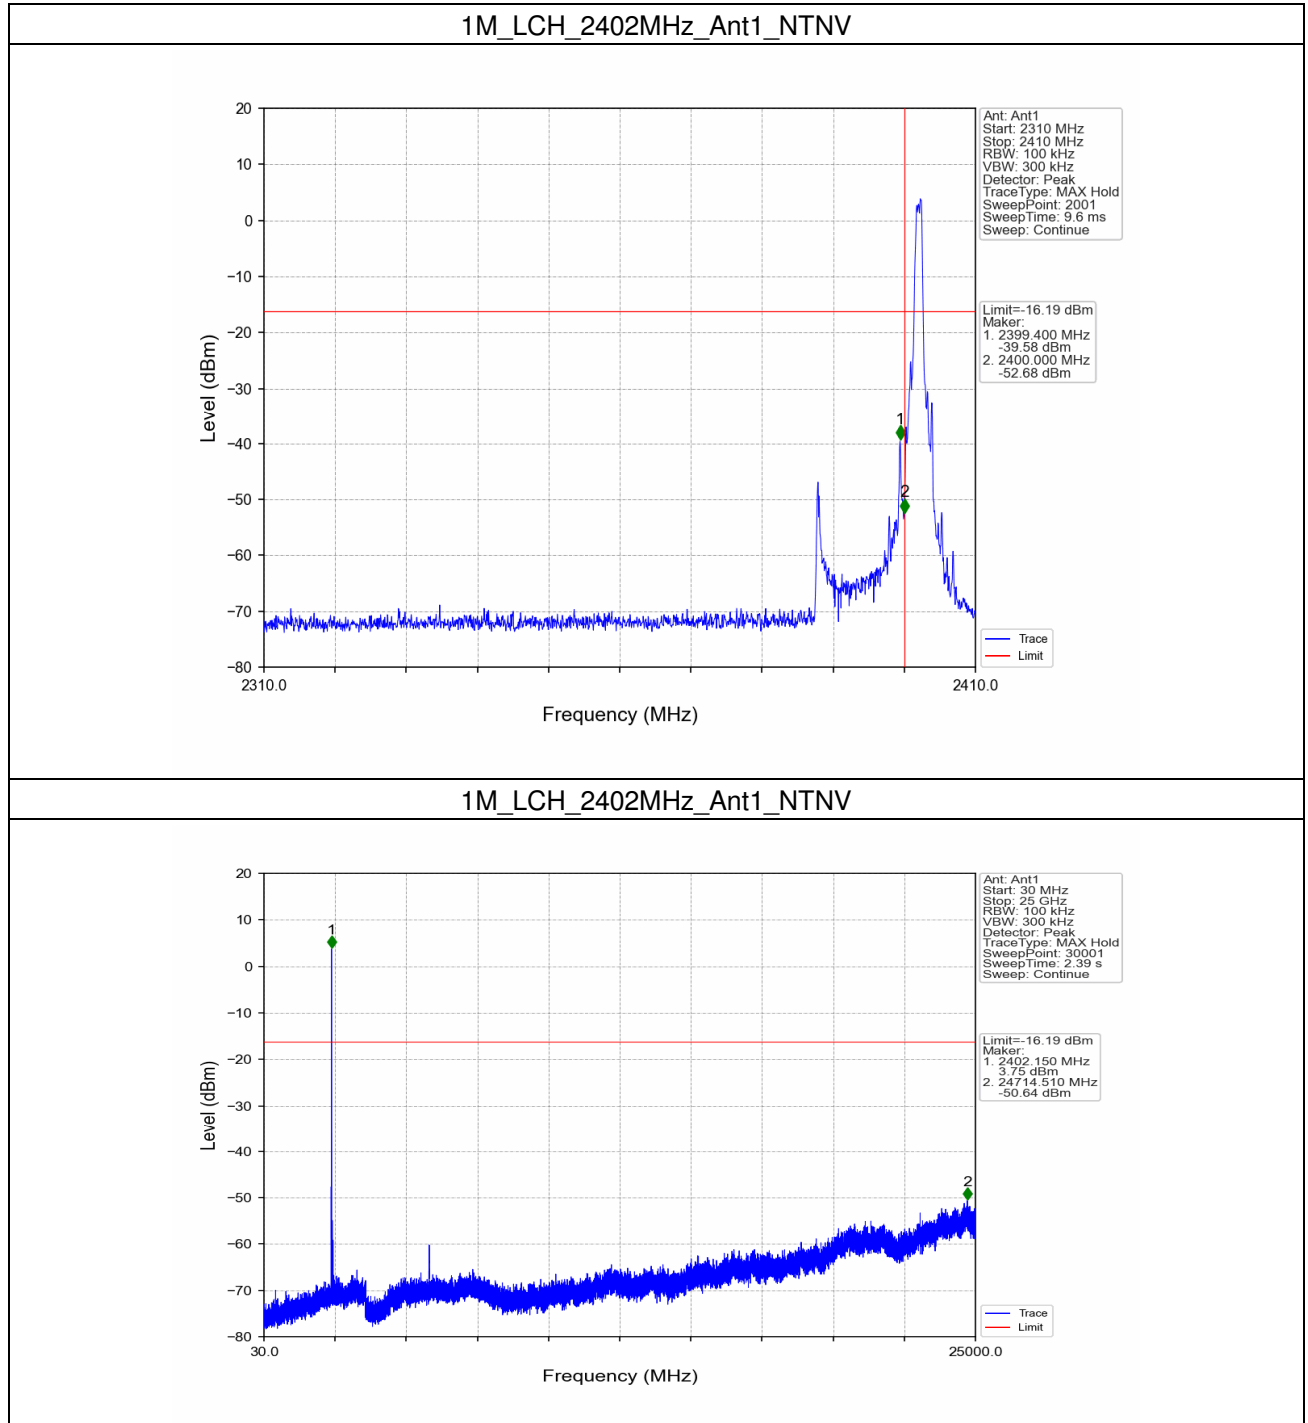 1M_LCH_2402MHz_Ant1_NTNV
20
10
0
−10
−20
−30
−40
−50
−60
−70
−80
Level (dBm)
2310.0
2410.0
Frequency (MHz)
1
2
Ant: Ant1
Start: 2310 MHz
Stop: 2410 MHz
RBW: 100 kHz
VBW: 300 kHz
Detector: Peak
TraceType: MAX Hold
SweepPoint: 2001
SweepTime: 9.6 ms
Sweep: Continue
Limit=-16.19 dBm
Maker:
1. 2399.400 MHz
-39.58 dBm
2. 2400.000 MHz
-52.68 dBm
Trace
Limit
1M_LCH_2402MHz_Ant1_NTNV
20
10
0
−10
−20
−30
−40
−50
−60
−70
−80
Level (dBm)
30.0
25000.0
Frequency (MHz)
1
2
Ant: Ant1
Start: 30 MHz
Stop: 25 GHz
RBW: 100 kHz
VBW: 300 kHz
Detector: Peak
TraceType: MAX Hold
SweepPoint: 30001
SweepTime: 2.39 s
Sweep: Continue
Limit=-16.19 dBm
Maker:
1. 2402.150 MHz
3.75 dBm
2. 24714.510 MHz
-50.64 dBm
Trace
Limit